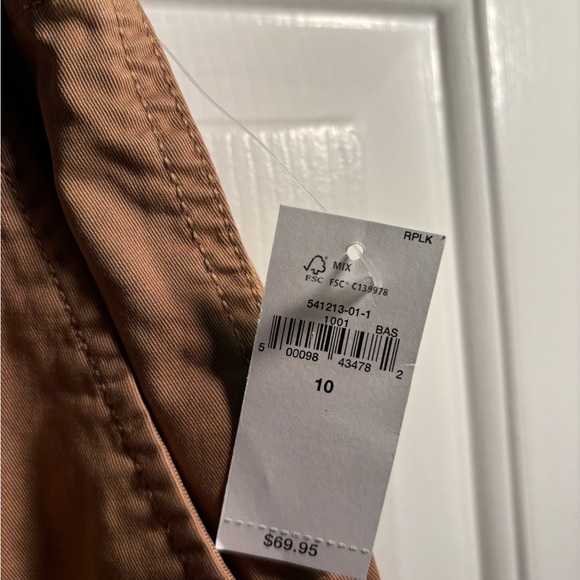 RPLK
MIX
FSC FSC® C139978
541213-01-1
1001 BAS
5 00098 43478 2
10
$69.95